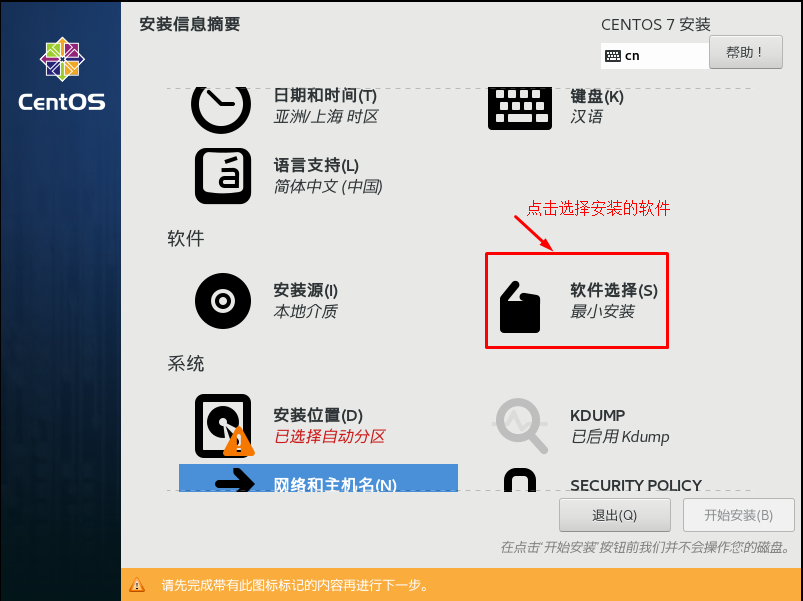 安装信息摘要
CENTOS 7 安装
cn
帮助！
CentOS
日期和时间(T)
亚洲/上海 时区
键盘(K)
汉语
语言支持(L)
简体中文 (中国)
点击选择安装的软件
软件
安装源(I)
本地介质
软件选择(S)
最小安装
系统
安装位置(D)
已选择自动分区
KDUMP
已启用 Kdump
网络和主机名(N)
SECURITY POLICY
退出(Q)
开始安装(B)
在点击“开始安装”按钮前我们并不会操作您的磁盘。
请先完成带有此图标标记的内容再进行下一步。